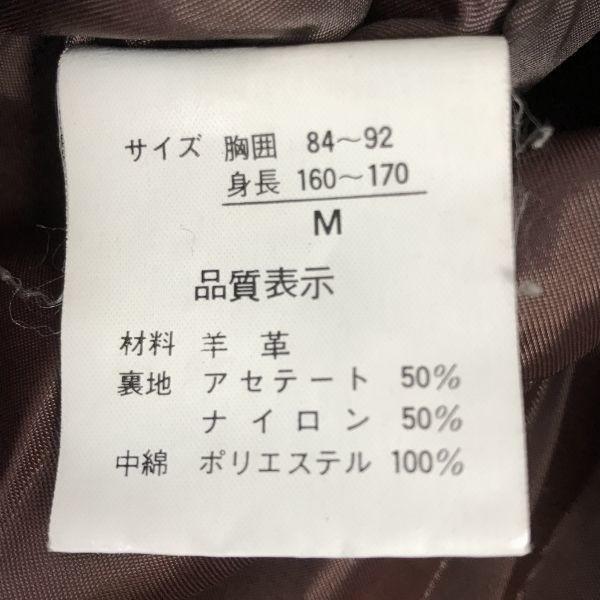 サイズ 胸囲 84～92
身長 160～170
M
品質表示
材料 羊革
裏地 アセテート 50%
ナイロン 50%
中綿 ポリエステル 100%